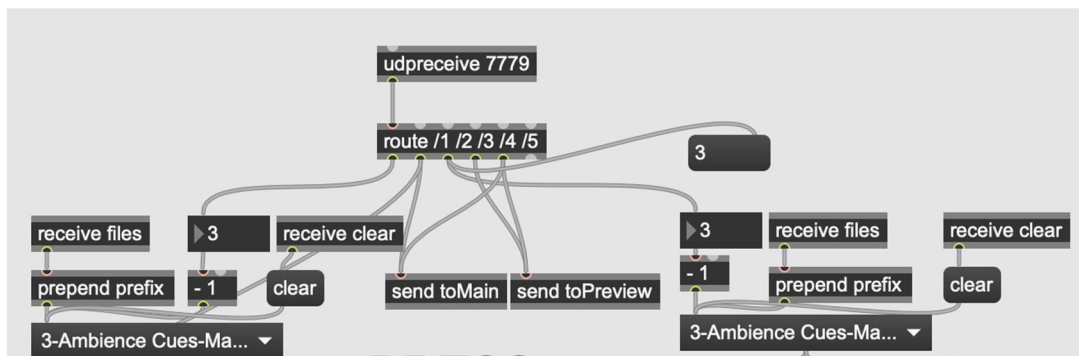 udpreceive 7779
route /1 /2 /3 /4 /5
3
receive files
3
receive clear
3
receive files
receive clear
prepend prefix
- 1
clear
send toMain
send toPreview
- 1
prepend prefix
clear
3-Ambience Cues-Ma...
3-Ambience Cues-Ma...